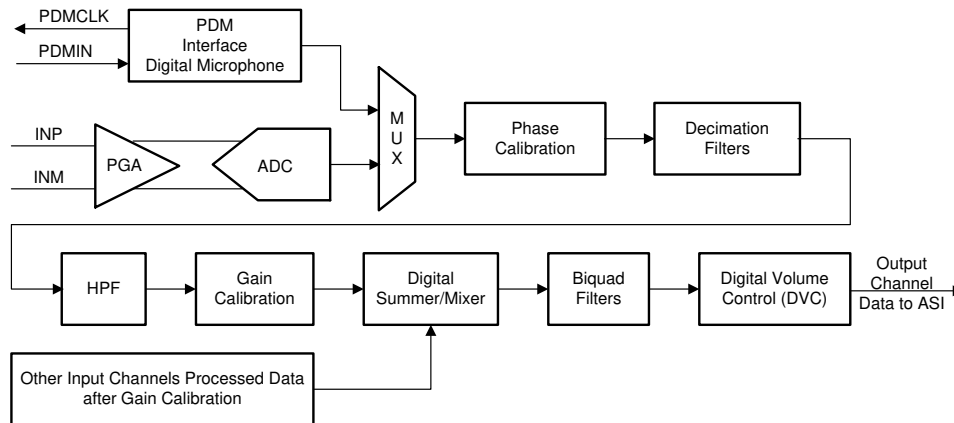 PDMCLK
PDMIN
PDM
Interface
Digital Microphone
INP
INM
PGA
ADC
M
U
X
Phase
Calibration
Decimation
Filters
HPF
Gain
Calibration
Digital
Summer/Mixer
Biquad
Filters
Digital Volume
Control (DVC)
Output
Channel
Data to ASI
Other Input Channels Processed Data
after Gain Calibration